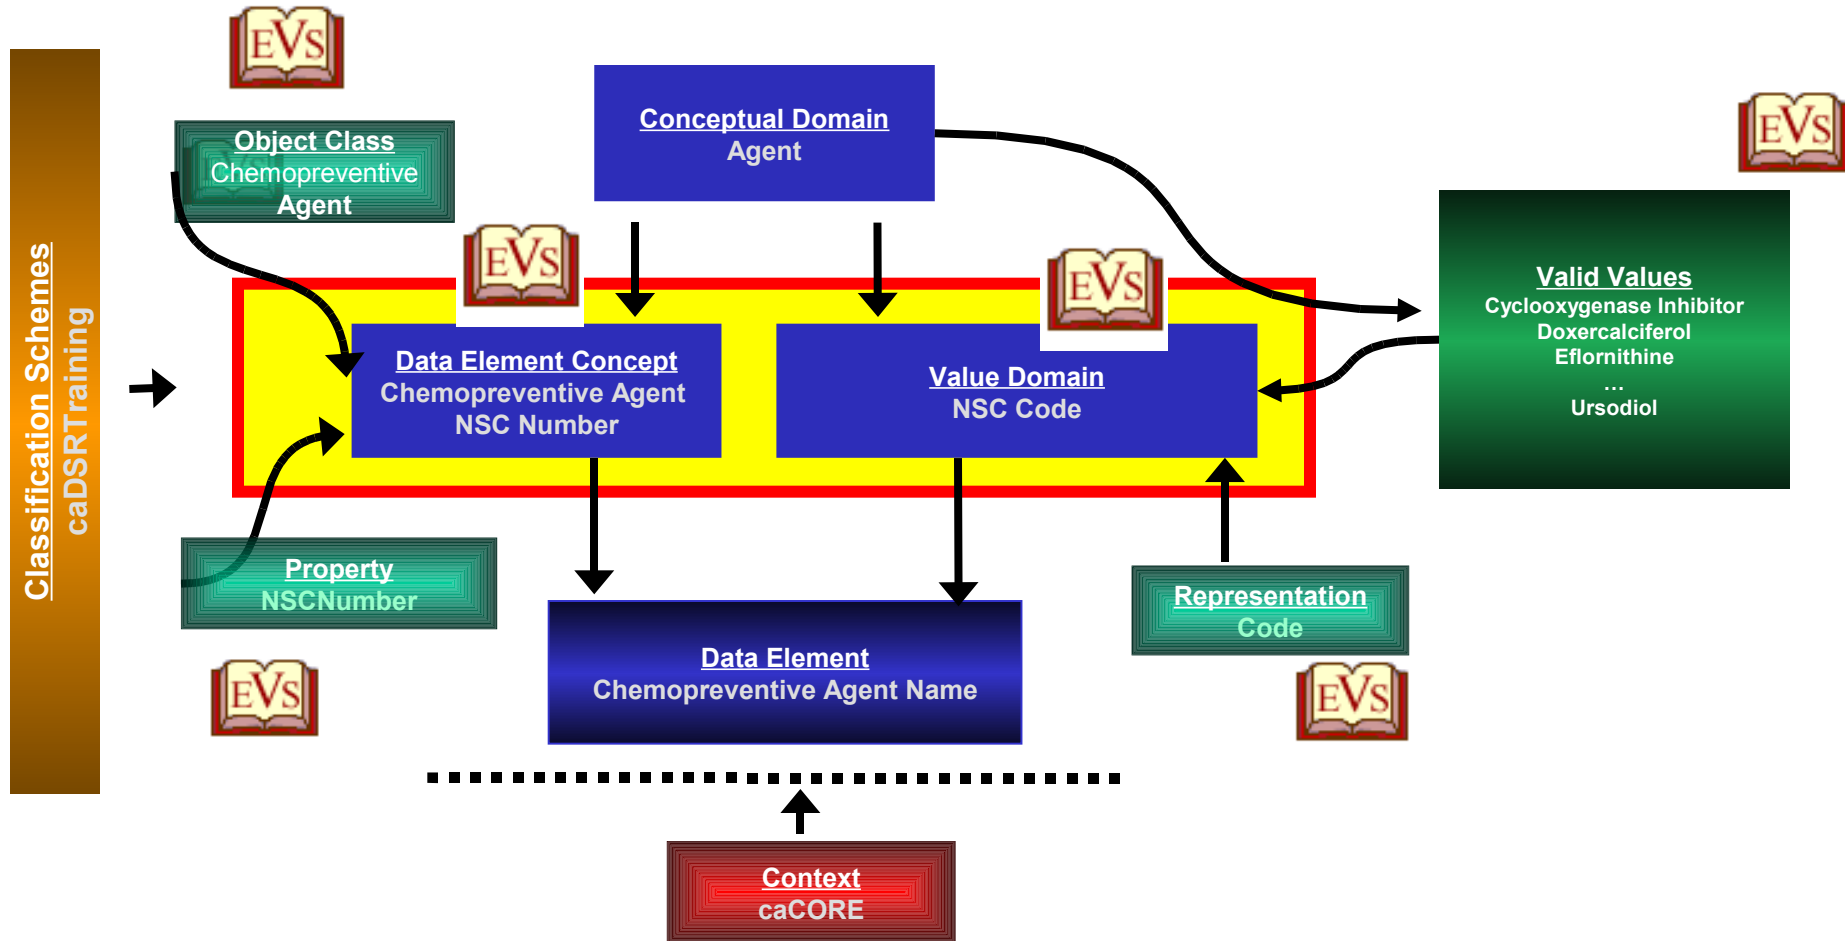 EVS
Object Class
Chemopreventive
Agent
Conceptual Domain
Agent
EVS
EVS
EVS
Classification Schemes
caDSRTraining
Data Element Concept
Chemopreventive Agent
NSC Number
Value Domain
NSC Code
Valid Values
Cyclooxygenase Inhibitor
Doxercalciferol
Eflornithine
...
Ursodiol
Property
NSCNumber
Representation
Code
EVS
EVS
Data Element
Chemopreventive Agent Name
Context
caCORE